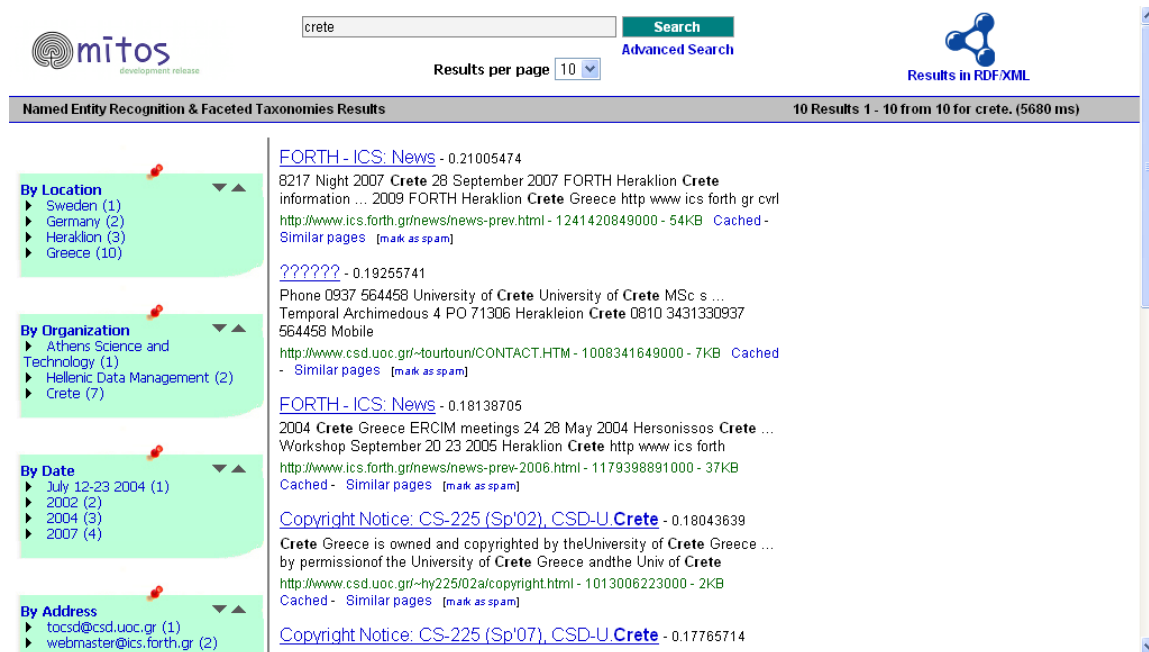 crete
Search
Advanced Search
mītos
development release
Results per page 10
Results in RDF/XML
Named Entity Recognition & Faceted Taxonomies Results
10 Results 1 - 10 from 10 for crete. (5680 ms)
By Location
Sweden (1)
Germany (2)
Heraklion (3)
Greece (10)
By Organization
Athens Science and
Technology (1)
Hellenic Data Management (2)
Crete (7)
By Date
July 12-23 2004 (1)
2002 (2)
2004 (3)
2007 (4)
By Address
tocsd@csd.uoc.gr (1)
webmaster@ics.forth.gr (2)
FORTH - ICS: News - 0.21005474
8217 Night 2007 Crete 28 September 2007 FORTH Heraklion Crete
information ... 2009 FORTH Heraklion Crete Greece http www ics forth gr cvrl
http://www.ics.forth.gr/news/news-prev.html - 1241420849000 - 54KB Cached -
Similar pages [mark as spam]
?????? - 0.19255741
Phone 0937 564458 University of Crete University of Crete MSc s ...
Temporal Archimedous 4 PO 71306 Herakleion Crete 0810 3431330937
564458 Mobile
http://www.csd.uoc.gr/~tourtoun/CONTACT.HTM - 1008341649000 - 7KB Cached
- Similar pages [mark as spam]
FORTH - ICS: News - 0.18138705
2004 Crete Greece ERCIM meetings 24 28 May 2004 Hersonissos Crete ...
Workshop September 20 23 2005 Heraklion Crete http www ics forth
http://www.ics.forth.gr/news/news-prev-2006.html - 1179398891000 - 37KB
Cached - Similar pages [mark as spam]
Copyright Notice: CS-225 (Sp'02), CSD-U.Crete - 0.18043639
Crete Greece is owned and copyrighted by theUniversity of Crete Greece ...
by permissionof the University of Crete Greece andthe Univ of Crete
http://www.csd.uoc.gr/~hy225/02a/copyright.html - 1013006223000 - 2KB
Cached - Similar pages [mark as spam]
Copyright Notice: CS-225 (Sp'07), CSD-U.Crete - 0.17765714